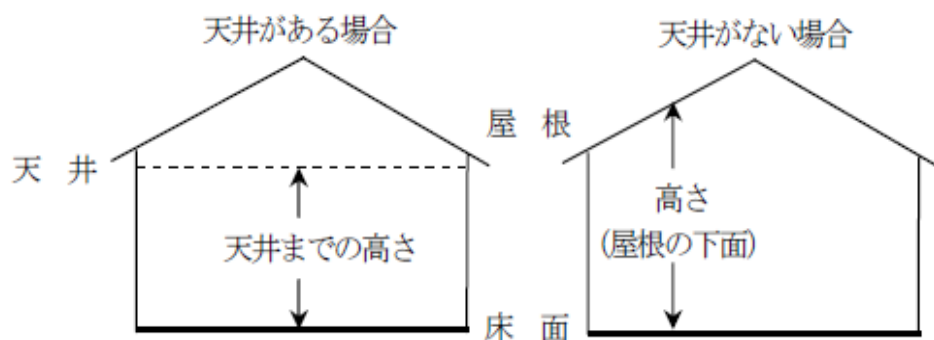 天井がある場合
天井がない場合
屋 根
天 井
高さ
(屋根の下面)
天井までの高さ
床 面